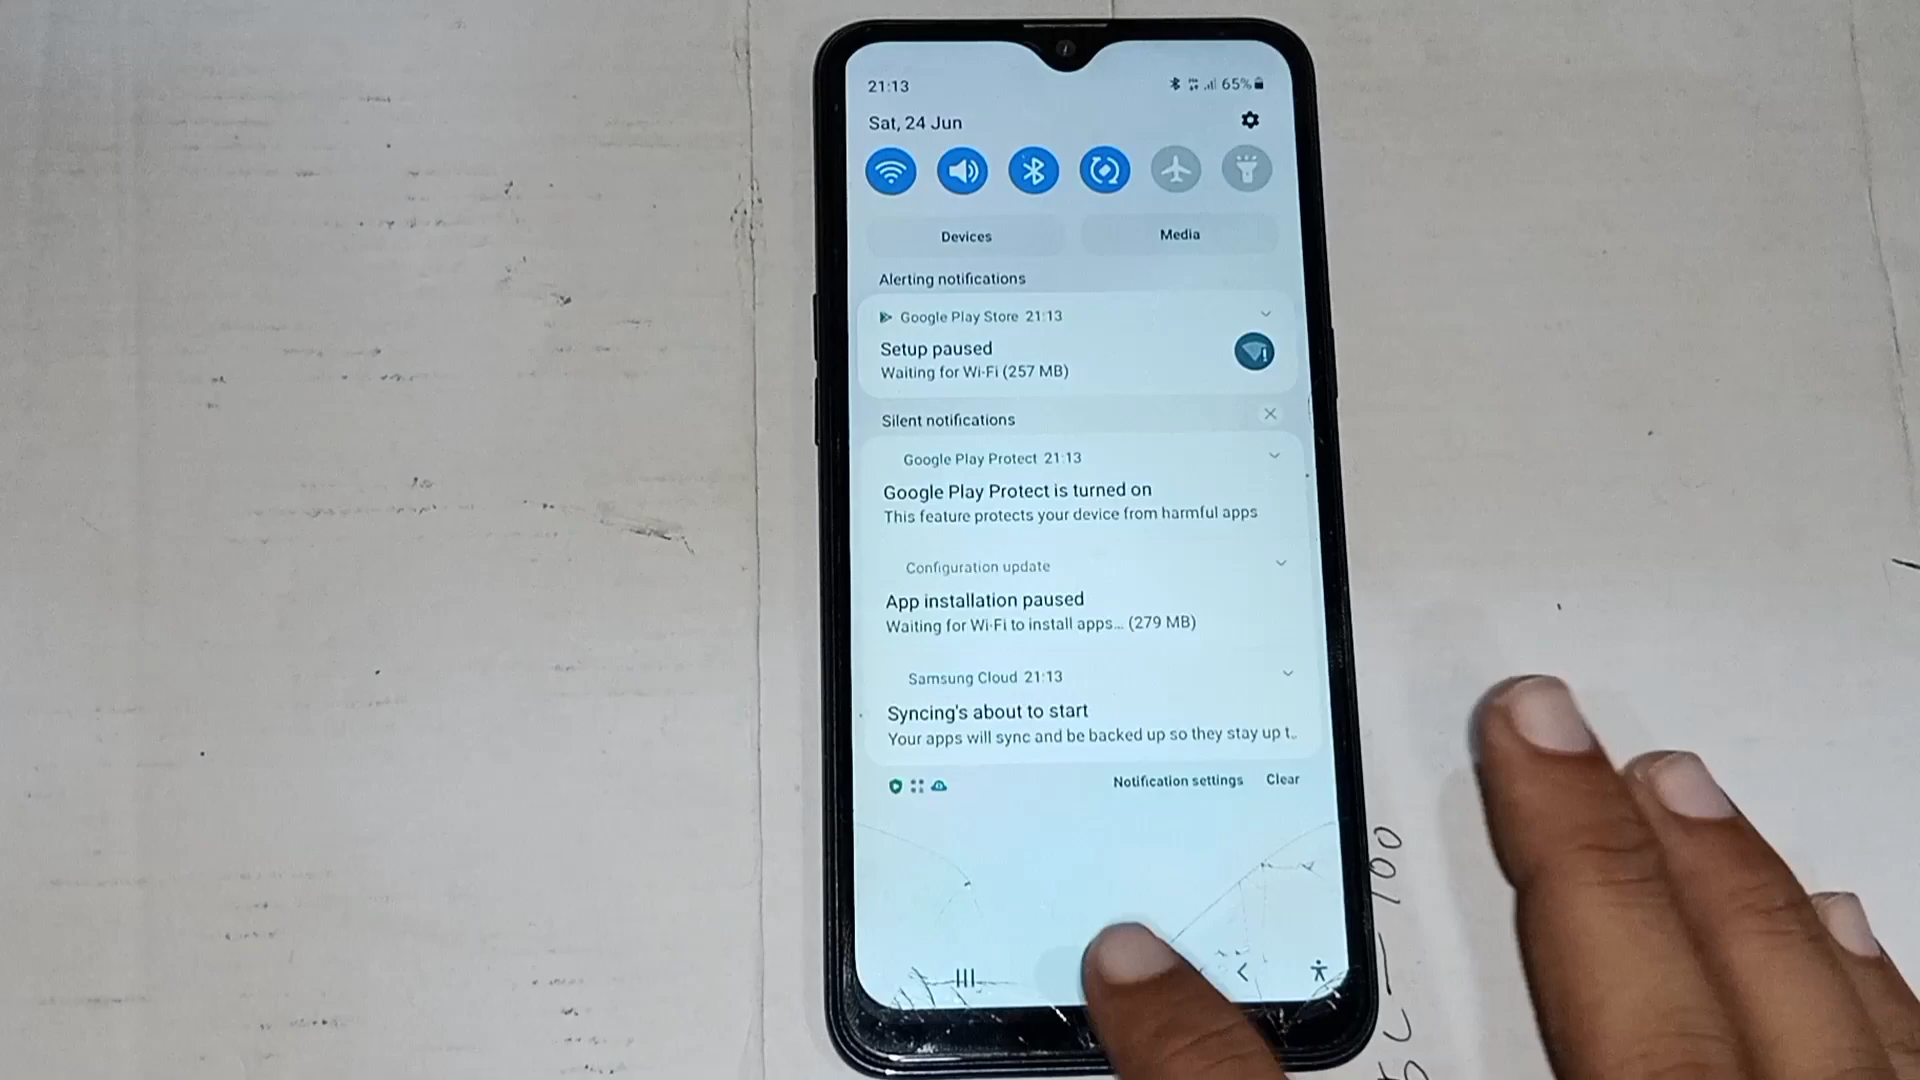 21:13
65%
Sat, 24 Jun
Devices
Media
Alerting notifications
Google Play Store 21:13
Setup paused
Waiting for Wi-Fi (257 MB)
Silent notifications
Google Play Protect 21:13
Google Play Protect is turned on
This feature protects your device from harmful apps
Configuration update
App installation paused
Waiting for Wi-Fi to install apps... (279 MB)
Samsung Cloud 21:13
Syncing's about to start
Your apps will sync and be backed up so they stay up t..
Notification settings
Clear